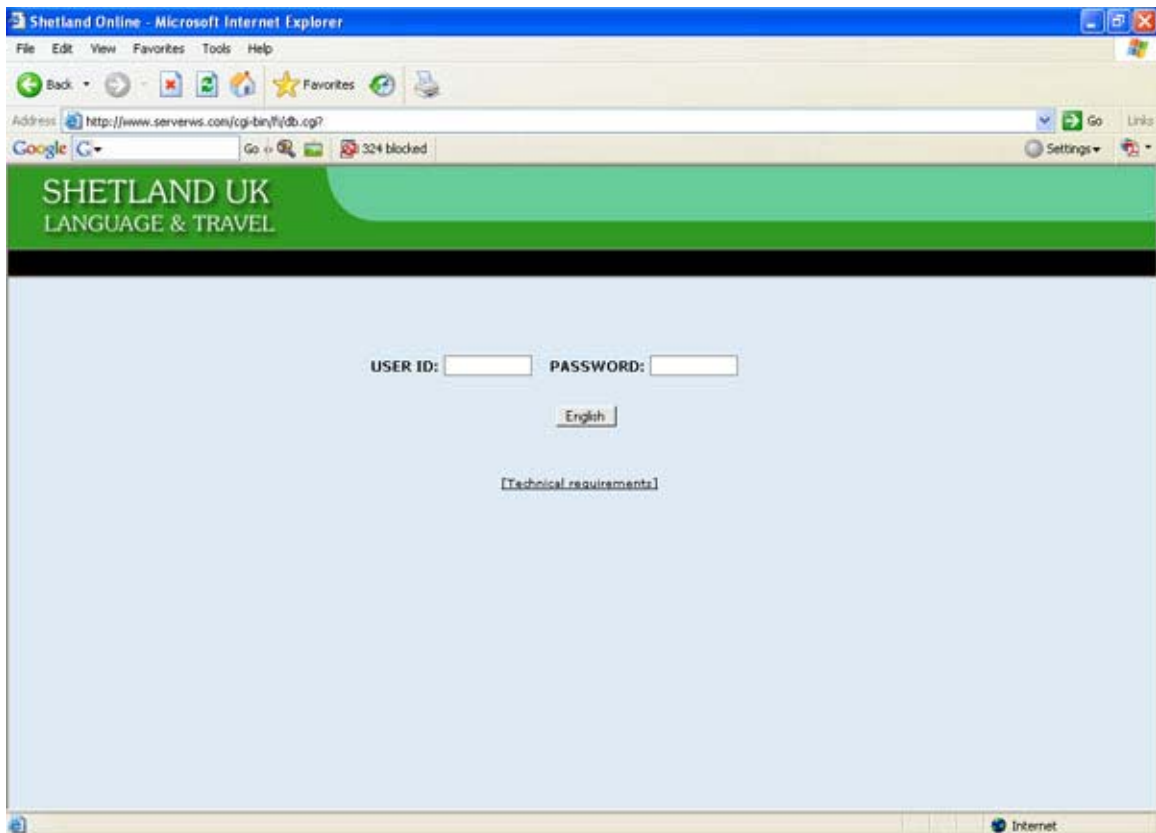 Shetland Online - Microsoft Internet Explorer
File Edit View Favorites Tools Help
Back Favorites
Address http://www.serverws.com/cgi-bin/fi/db.cgi? Go Links
Google G Go 324 blocked Settings
SHETLAND UK
LANGUAGE & TRAVEL
USER ID: PASSWORD:
English
[Technical requirements]
Internet